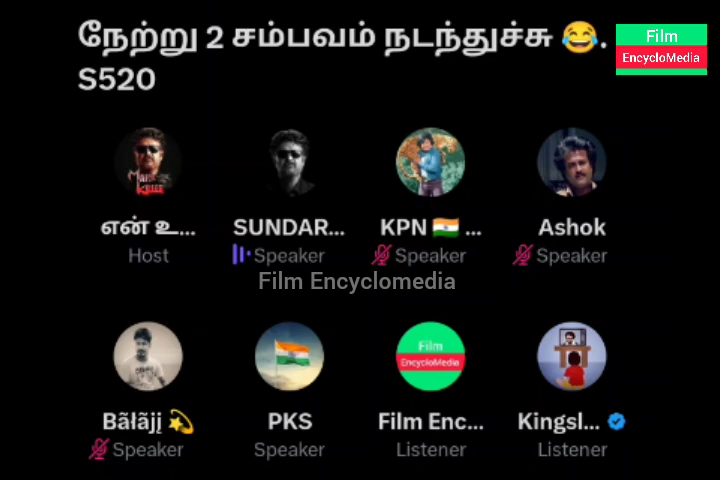 நேற்று 2 சம்பவம் நடந்துச்சு 😂.
S520
Film
EncycloMedia
என் உ... SUNDAR... KPN 🇮🇳 ... Ashok
Host Speaker Speaker Speaker
Film Encyclomedia
Film
EncycloMedia
Bãłãjį 💫 PKS Film Enc... Kingsl...
Speaker Speaker Listener Listener